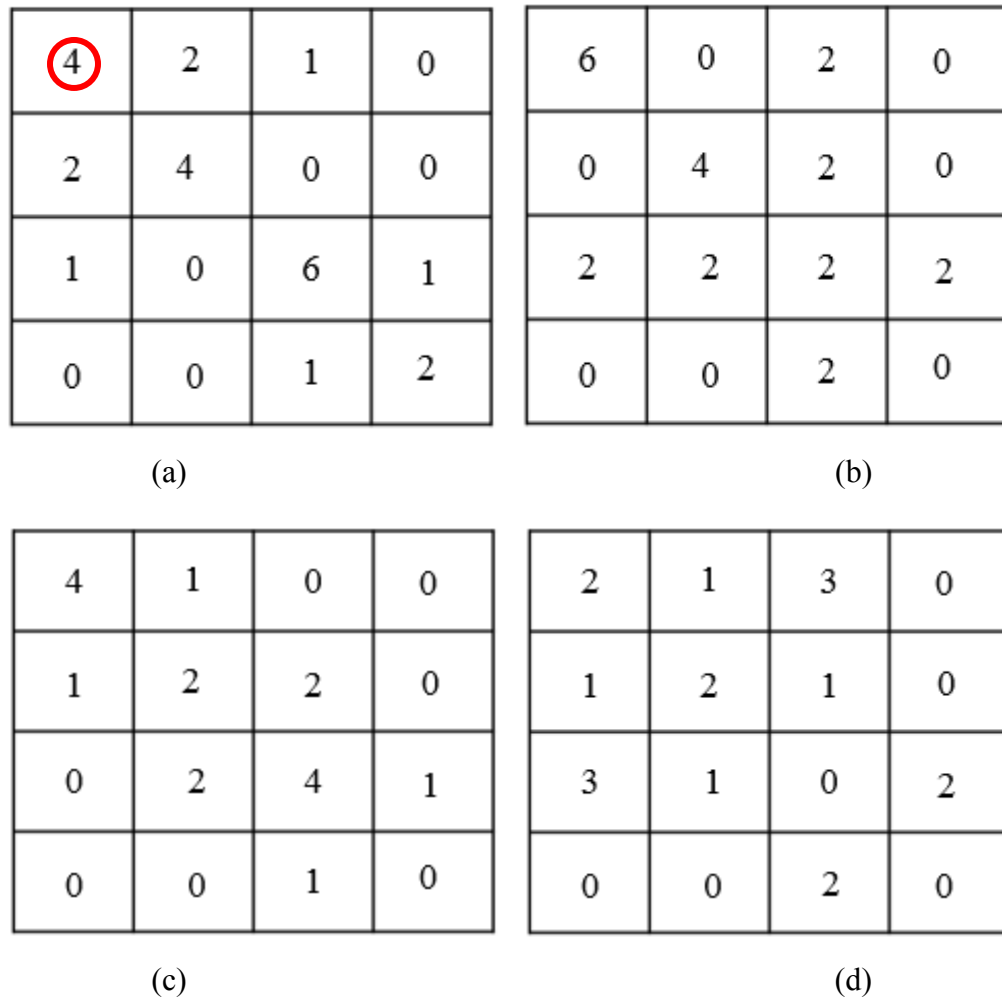 4 2 1 0
2 4 0 0
1 0 6 1
0 0 1 2
(a)
6 0 2 0
0 4 2 0
2 2 2 2
0 0 2 0
(b)
4 1 0 0
1 2 2 0
0 2 4 1
0 0 1 0
(c)
2 1 3 0
1 2 1 0
3 1 0 2
0 0 2 0
(d)